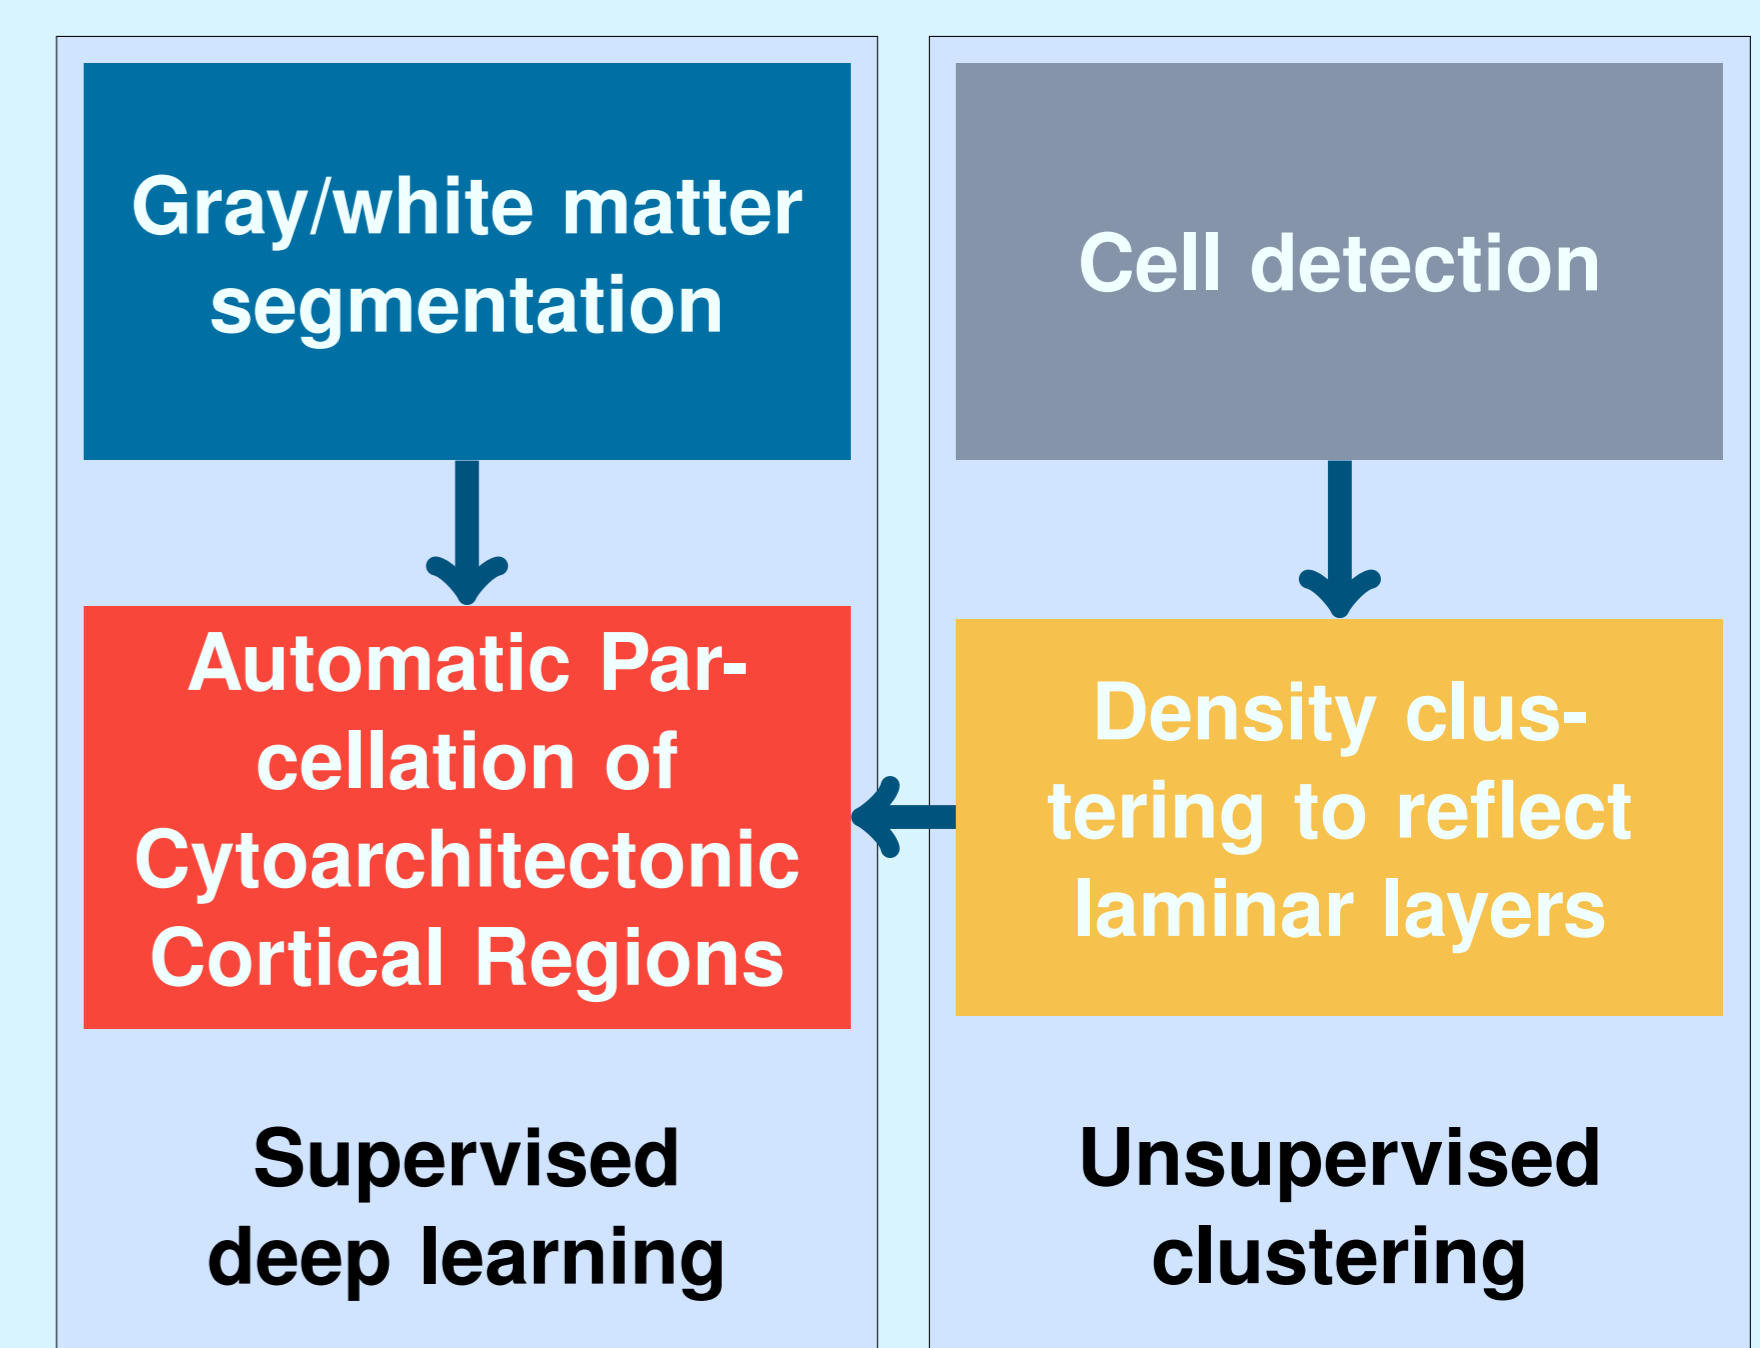 Gray/white matter
segmentation
Automatic Par-
cellation of
Cytoarchitectonic
Cortical Regions
Supervised
deep learning
Cell detection
Density clus-
tering to reflect
laminar layers
Unsupervised
clustering